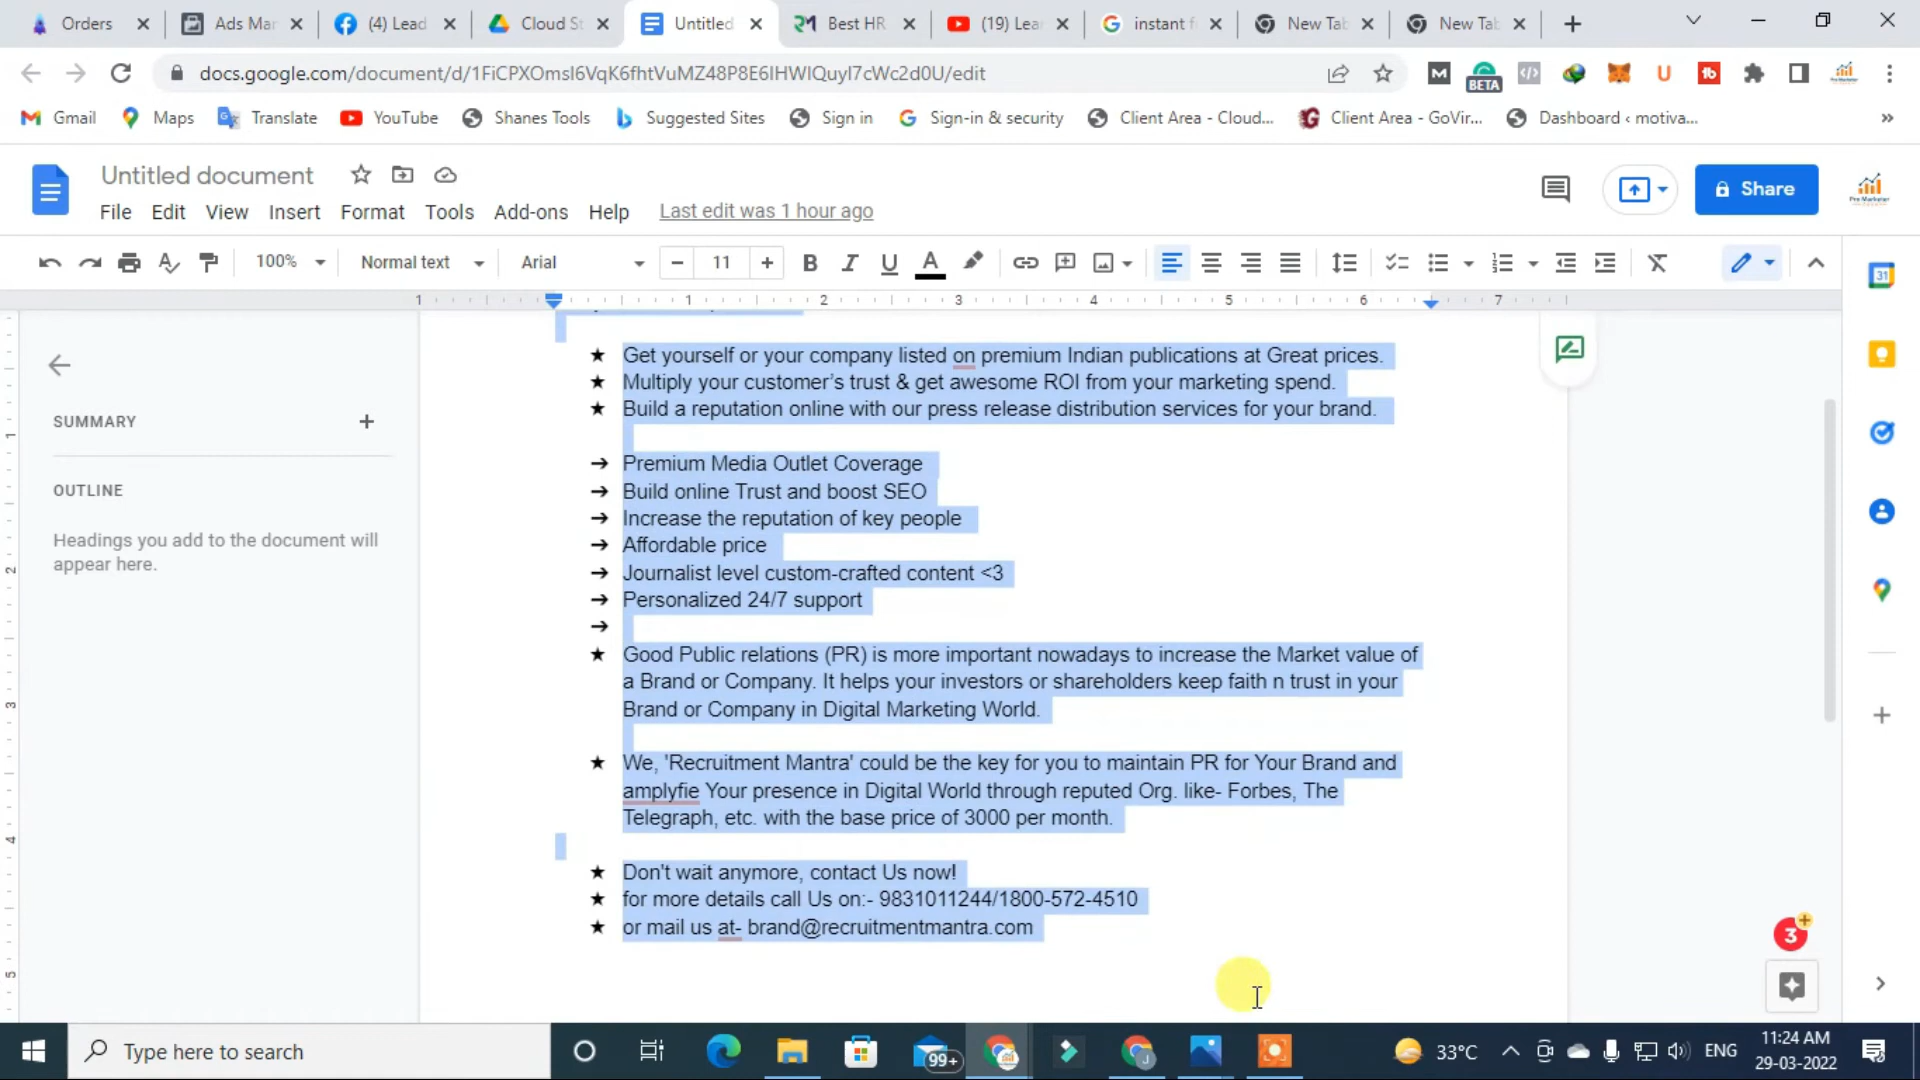 Orders
Ads Mar
(4) Lead
Cloud St
Untitled
Best HR
(19) Lea
instant f
New Tab
New Tab
docs.google.com/document/d/1FiCPXOmsI6VqK6fhtVuMZ48P8E6IHWIQuyI7cWc2d0U/edit
BETA
Gmail
Maps
Translate
YouTube
Shanes Tools
Suggested Sites
Sign in
Sign-in & security
Client Area - Cloud...
Client Area - GoVir...
Dashboard ‹ motiva...
»
Untitled document
Share
File Edit View Insert Format Tools Add-ons Help Last edit was 1 hour ago
100% Normal text Arial 11
1 1 2 3 4 5 6 7
SUMMARY
OUTLINE
Headings you add to the document will
appear here.
★ Get yourself or your company listed on premium Indian publications at Great prices.
★ Multiply your customer’s trust & get awesome ROI from your marketing spend.
★ Build a reputation online with our press release distribution services for your brand.
➔ Premium Media Outlet Coverage
➔ Build online Trust and boost SEO
➔ Increase the reputation of key people
➔ Affordable price
➔ Journalist level custom-crafted content <3
➔ Personalized 24/7 support
➔
★ Good Public relations (PR) is more important nowadays to increase the Market value of
a Brand or Company. It helps your investors or shareholders keep faith n trust in your
Brand or Company in Digital Marketing World.
★ We, 'Recruitment Mantra' could be the key for you to maintain PR for Your Brand and
amplyfie Your presence in Digital World through reputed Org. like- Forbes, The
Telegraph, etc. with the base price of 3000 per month.
★ Don't wait anymore, contact Us now!
★ for more details call Us on:- 9831011244/1800-572-4510
★ or mail us at- brand@recruitmentmantra.com
3
Type here to search
99+
33°C
ENG
11:24 AM
29-03-2022